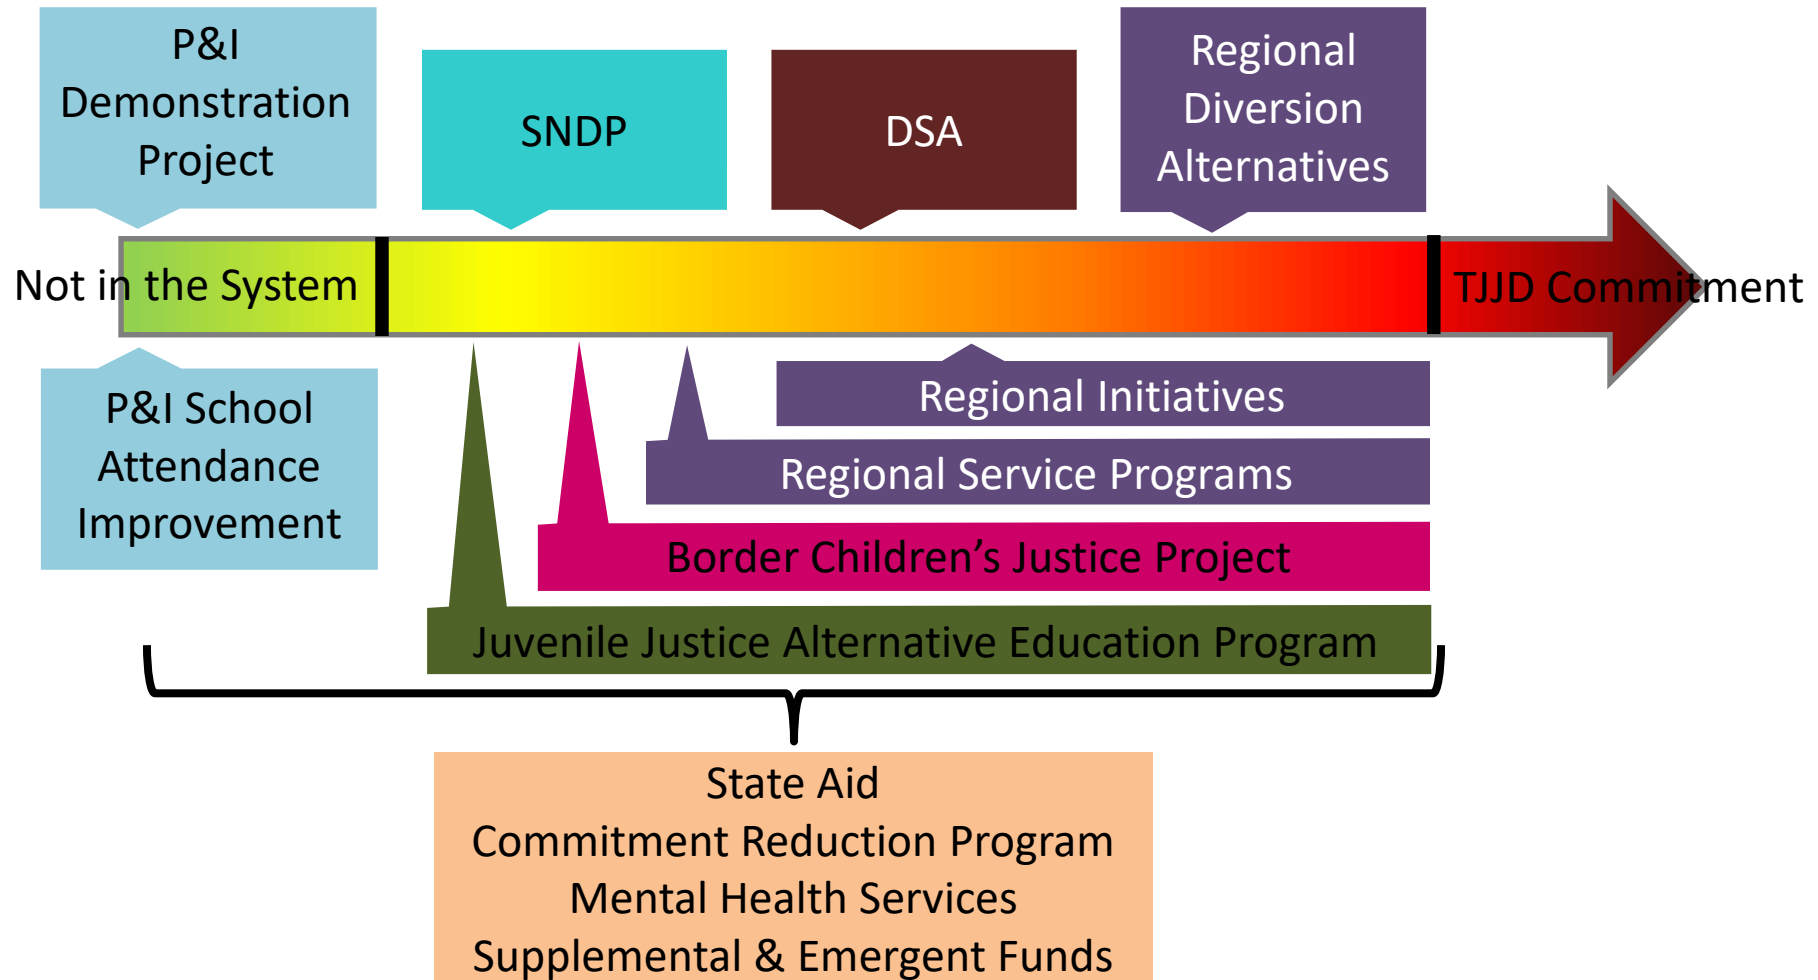 P&I
Demonstration
Project
SNDP
DSA
Regional
Diversion
Alternatives
Not in the System
TJJD Commitment
P&I School
Attendance
Improvement
Regional Initiatives
Regional Service Programs
Border Children’s Justice Project
Juvenile Justice Alternative Education Program
State Aid
Commitment Reduction Program
Mental Health Services
Supplemental & Emergent Funds